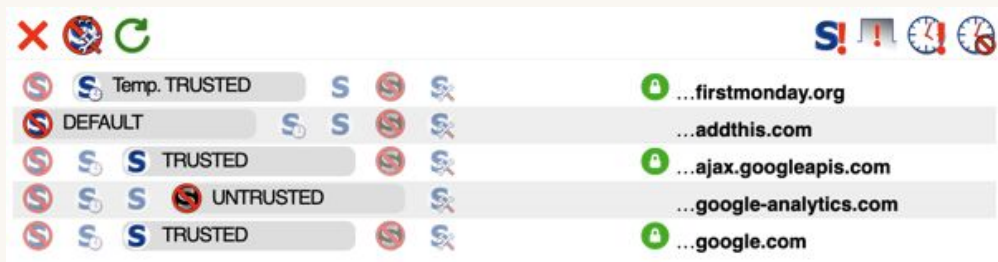 Temp. TRUSTED ...firstmonday.org
DEFAULT ...addthis.com
TRUSTED ...ajax.googleapis.com
UNTRUSTED ...google-analytics.com
TRUSTED ...google.com